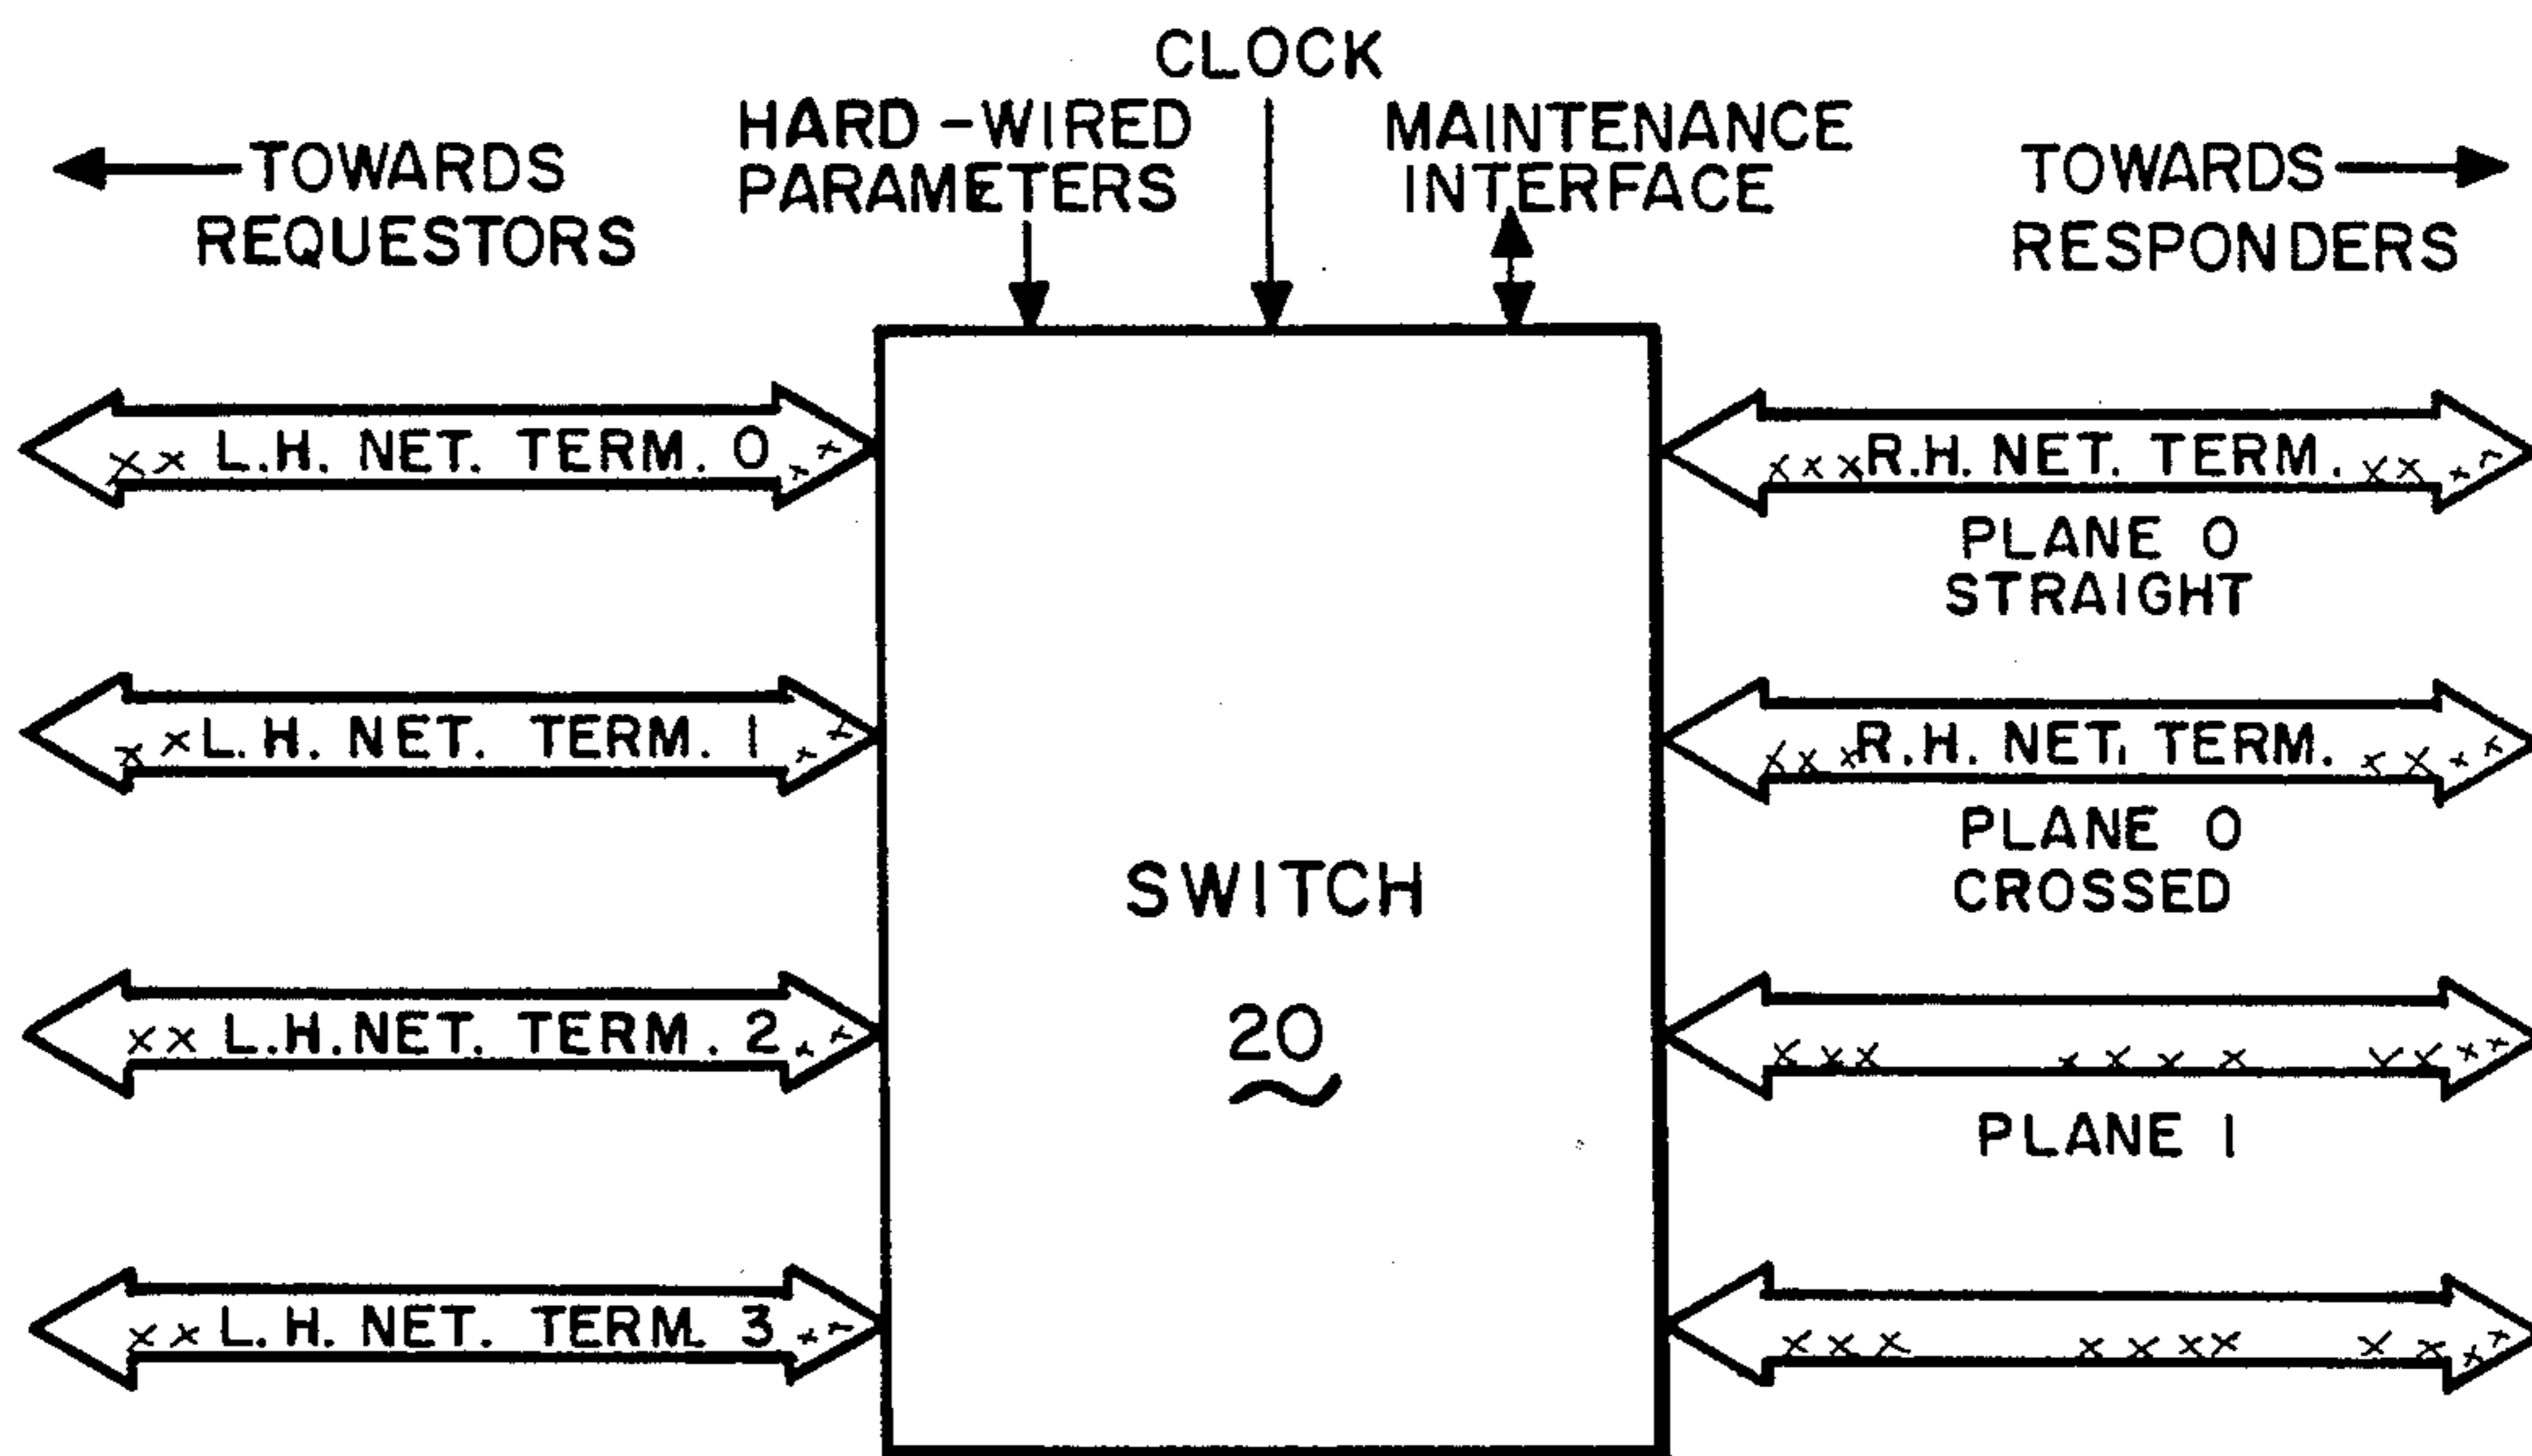 CLOCK
HARD-WIRED
PARAMETERS
MAINTENANCE
INTERFACE
TOWARDS
REQUESTORS
TOWARDS
RESPONDERS
L.H. NET. TERM. 0
L.H. NET. TERM. 1
L.H. NET. TERM. 2
L.H. NET. TERM. 3
SWITCH
20
R.H. NET. TERM.
PLANE 0
STRAIGHT
R.H. NET. TERM.
PLANE 0
CROSSED
PLANE 1